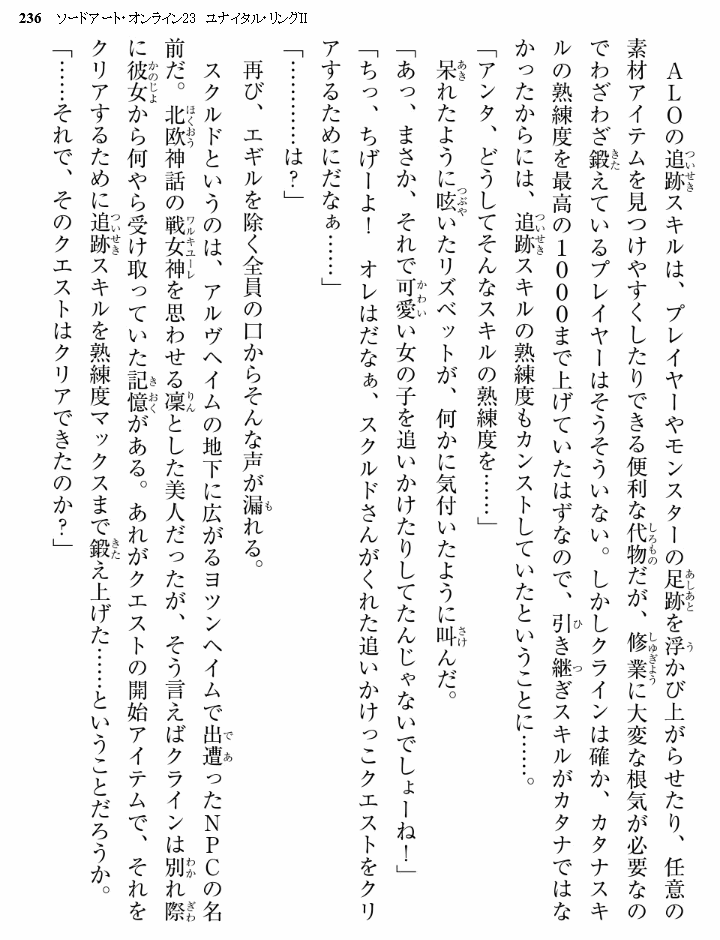 236 ソードアート・オンライン23 ユナイタル・リングⅡ
　ALOの追跡スキルは、プレイヤーやモンスターの足跡を浮かび上がらせたり、任意の
素材アイテムを見つけやすくしたりできる便利な代物だが、修業に大変な根気が必要なの
でわざわざ鍛えているプレイヤーはそうそういない。しかしクラインは確か、カタナスキ
ルの熟練度を最高の1000まで上げていたはずなので、引き継ぎスキルがカタナではな
かったからには、追跡スキルの熟練度もカンストしていたということに……。
「アンタ、どうしてそんなスキルの熟練度を……」
　呆れたように呟いたリズベットが、何かに気付いたように叫んだ。
「あっ、まさか、それで可愛い女の子を追いかけたりしてたんじゃないでしょーね！」
「ちっ、ちげーよ！　オレはだなぁ、スクルドさんがくれた追いかけっこクエストをクリ
アするためにだなぁ……」
「…………は？」
　再び、エギルを除く全員の口からそんな声が漏れる。
　スクルドというのは、アルヴヘイムの地下に広がるヨツンヘイムで出遭ったNPCの名
前だ。北欧神話の戦女神を思わせる凜とした美人だったが、そう言えばクラインは別れ際
に彼女から何やら受け取っていた記憶がある。あれがクエストの開始アイテムで、それを
クリアするために追跡スキルを熟練度マックスまで鍛え上げた……ということだろうか。
「……それで、そのクエストはクリアできたのか？」